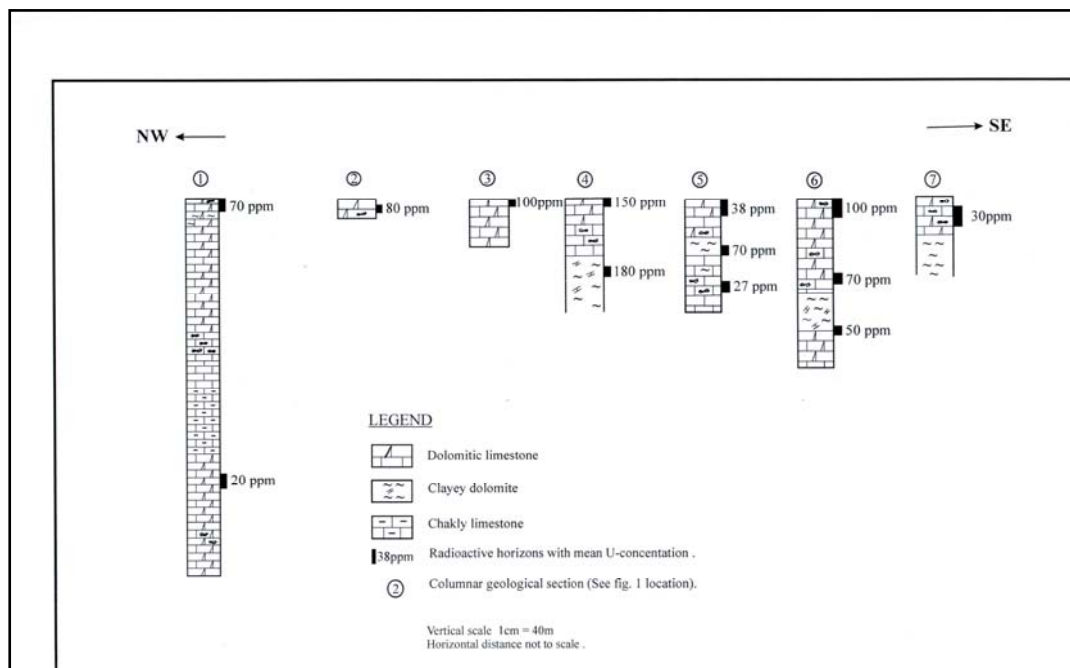 NW
SE
① ② ③ ④ ⑤ ⑥ ⑦
70 ppm
80 ppm
100ppm
150 ppm
38 ppm
100 ppm
30ppm
180 ppm
70 ppm
70 ppm
27 ppm
50 ppm
20 ppm
LEGEND
Dolomitic limestone
Clayey dolomite
Chakly limestone
38ppm Radioactive horizons with mean U-concentation .
② Columnar geological section (See fig. 1 location).
Vertical scale 1cm = 40m
Horizontal distance not to scale .